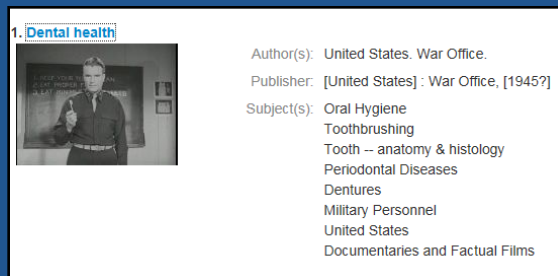 1. Dental health
Author(s): United States. War Office.
Publisher: [United States] : War Office, [1945?]
Subject(s): Oral Hygiene
Toothbrushing
Tooth -- anatomy & histology
Periodontal Diseases
Dentures
Military Personnel
United States
Documentaries and Factual Films